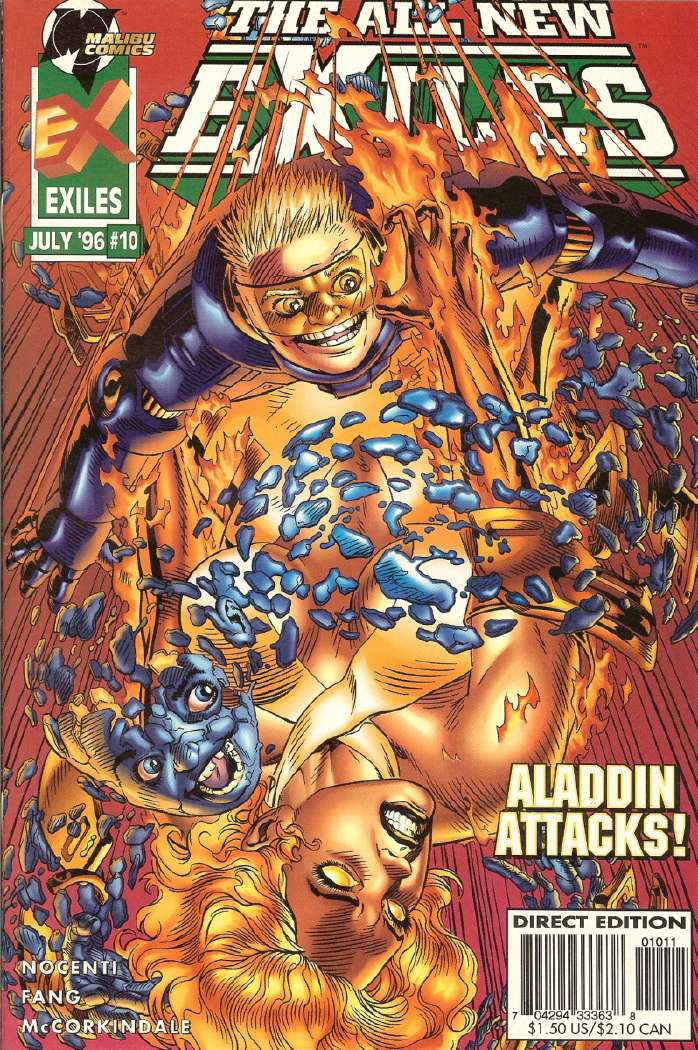 MALIBU
COMICS
THE ALL NEW
EXILES
TM
EX
EXILES
JULY '96 #10
ALADDIN
ATTACKS!
NOCENTI
FANG
McCORKINDALE
DIRECT EDITION
01011
7 04294 33363 8
$1.50 US/$2.10 CAN